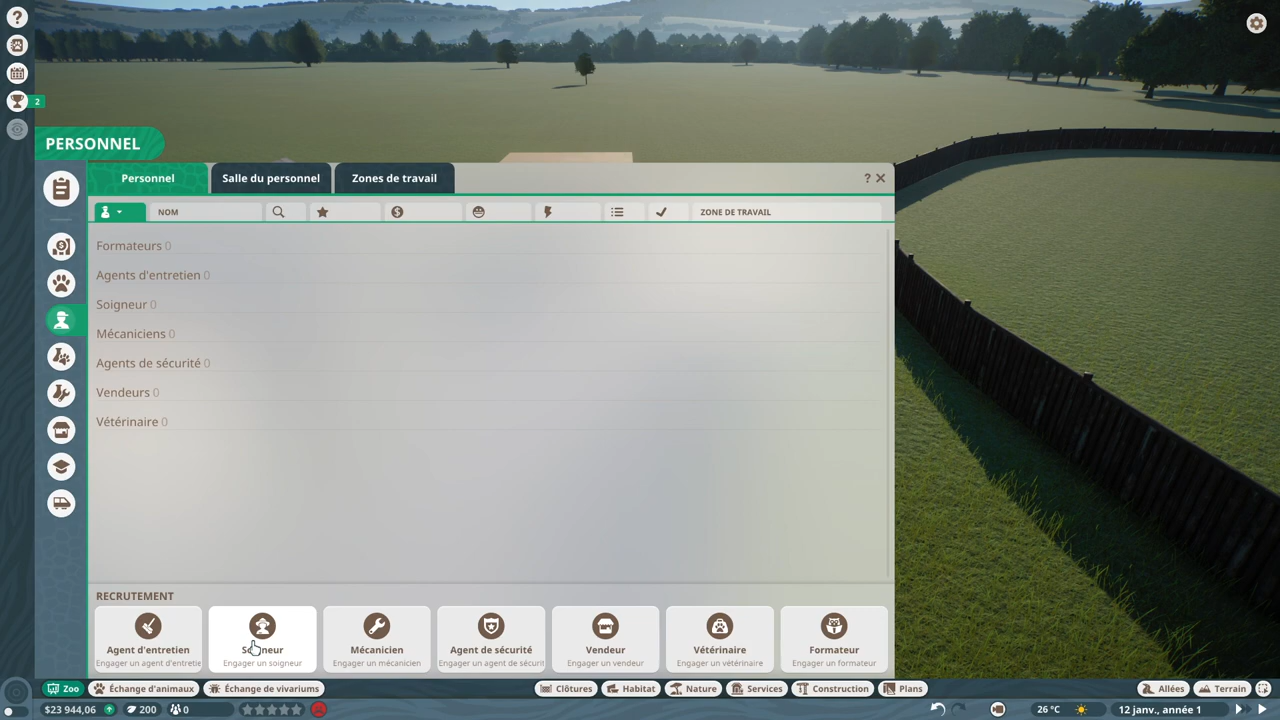 ?
2
PERSONNEL
Personnel
Salle du personnel
Zones de travail
?
NOM
ZONE DE TRAVAIL
Formateurs 0
Agents d'entretien 0
Soigneur 0
Mécaniciens 0
Agents de sécurité 0
Vendeurs 0
Vétérinaire 0
RECRUTEMENT
Agent d'entretien
Engager un agent d'entretie
Soigneur
Engager un soigneur
Mécanicien
Engager un mécanicien
Agent de sécurité
Engager un agent de sécurit
Vendeur
Engager un vendeur
Vétérinaire
Engager un vétérinaire
Formateur
Engager un formateur
Zoo
Échange d'animaux
Échange de vivariums
Clôtures
Habitat
Nature
Services
Construction
Plans
Allées
Terrain
$23 944,06
200
0
26 °C
12 janv., année 1